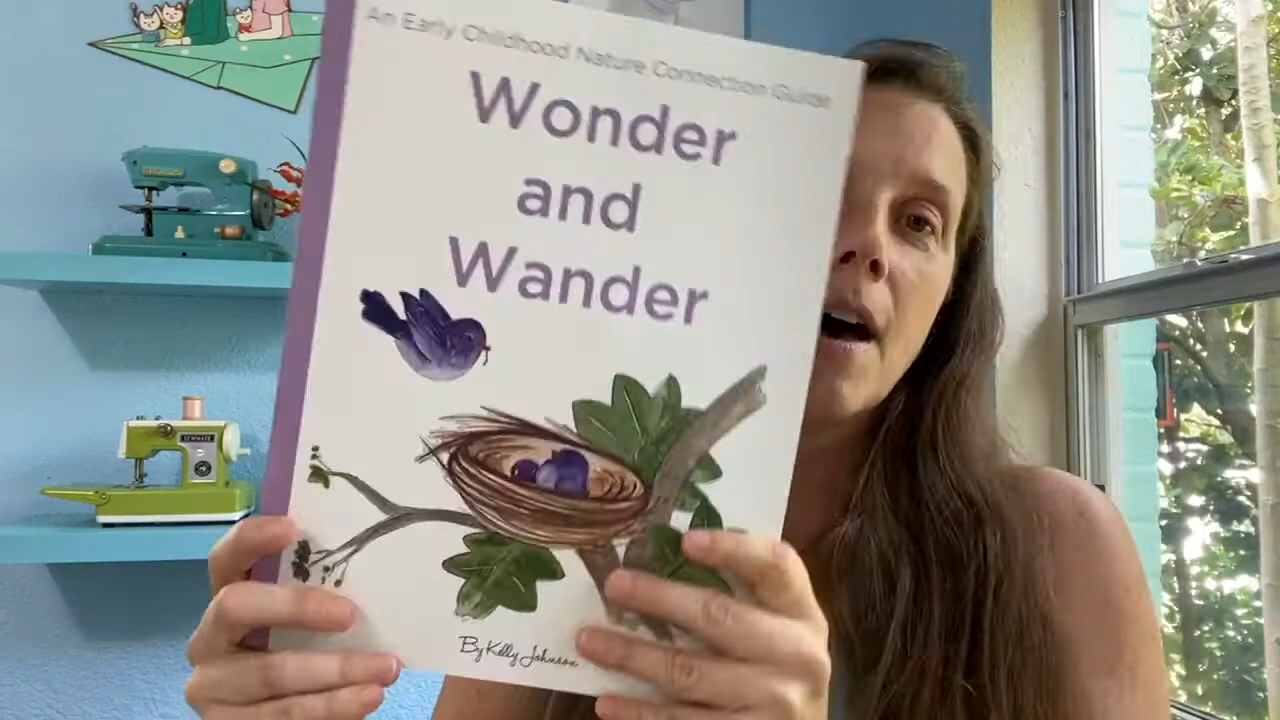 An Early Childhood Nature Connection Guide
Wonder
and
Wander
By Kelly Johnson